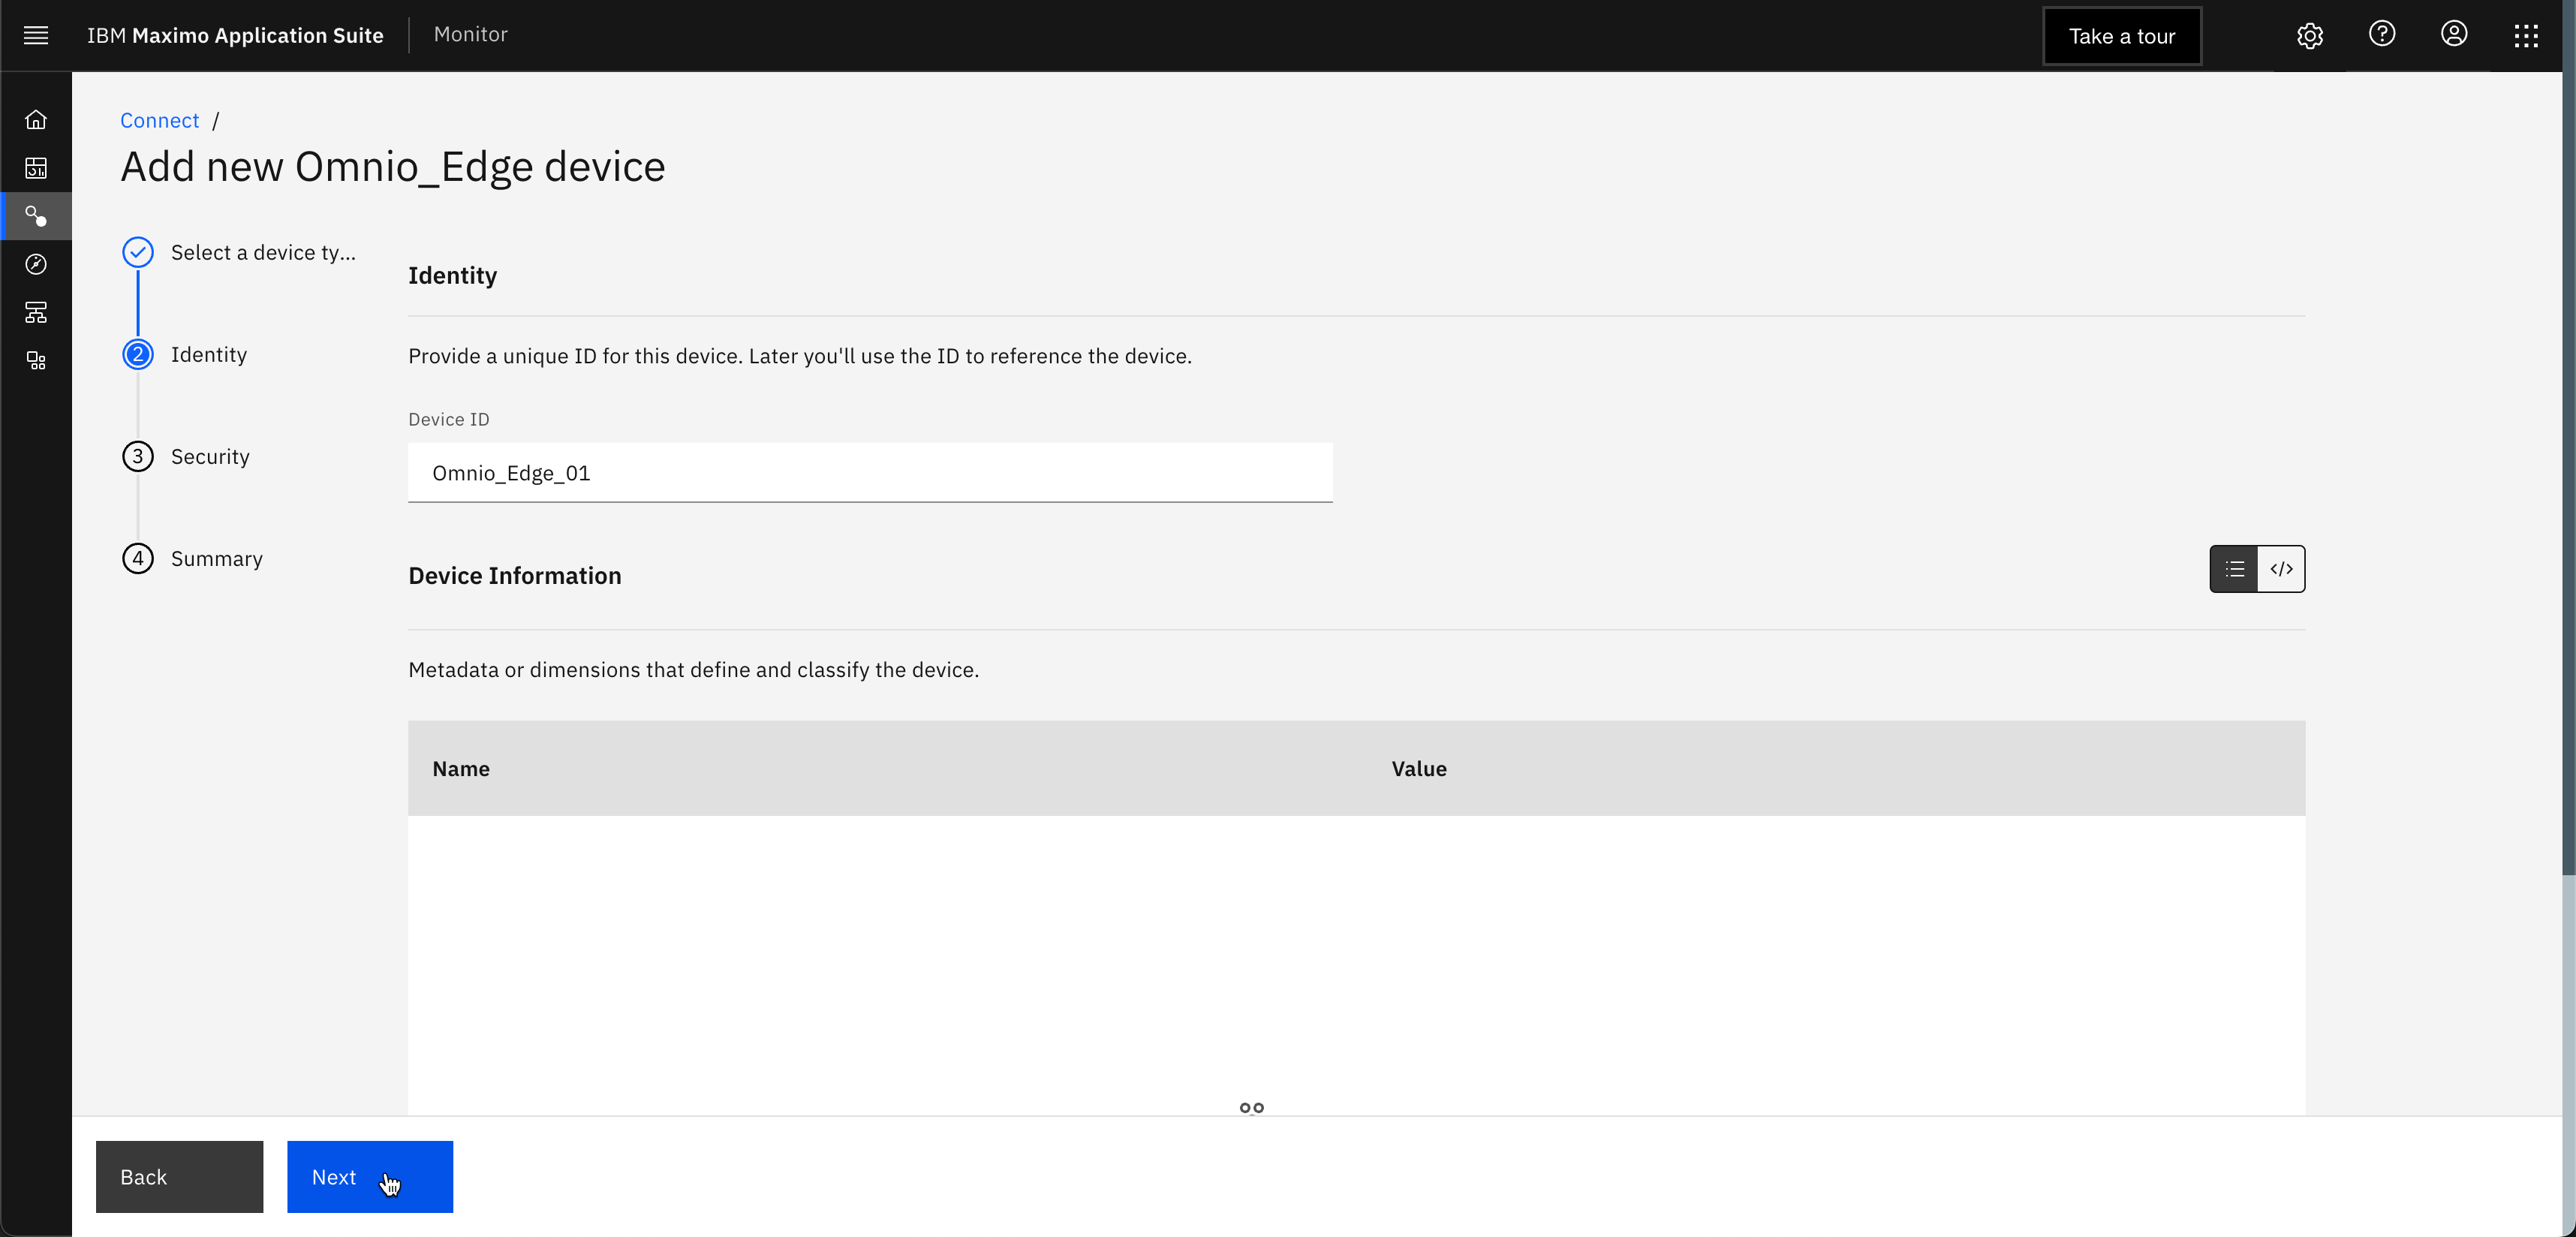 IBM Maximo Application Suite
Monitor
Take a tour
Connect /
Add new Omnio_Edge device
Select a device ty...
2 Identity
3 Security
4 Summary
Identity
Provide a unique ID for this device. Later you'll use the ID to reference the device.
Device ID
Omnio_Edge_01
Device Information
</>
Metadata or dimensions that define and classify the device.
Name Value
Back
Next